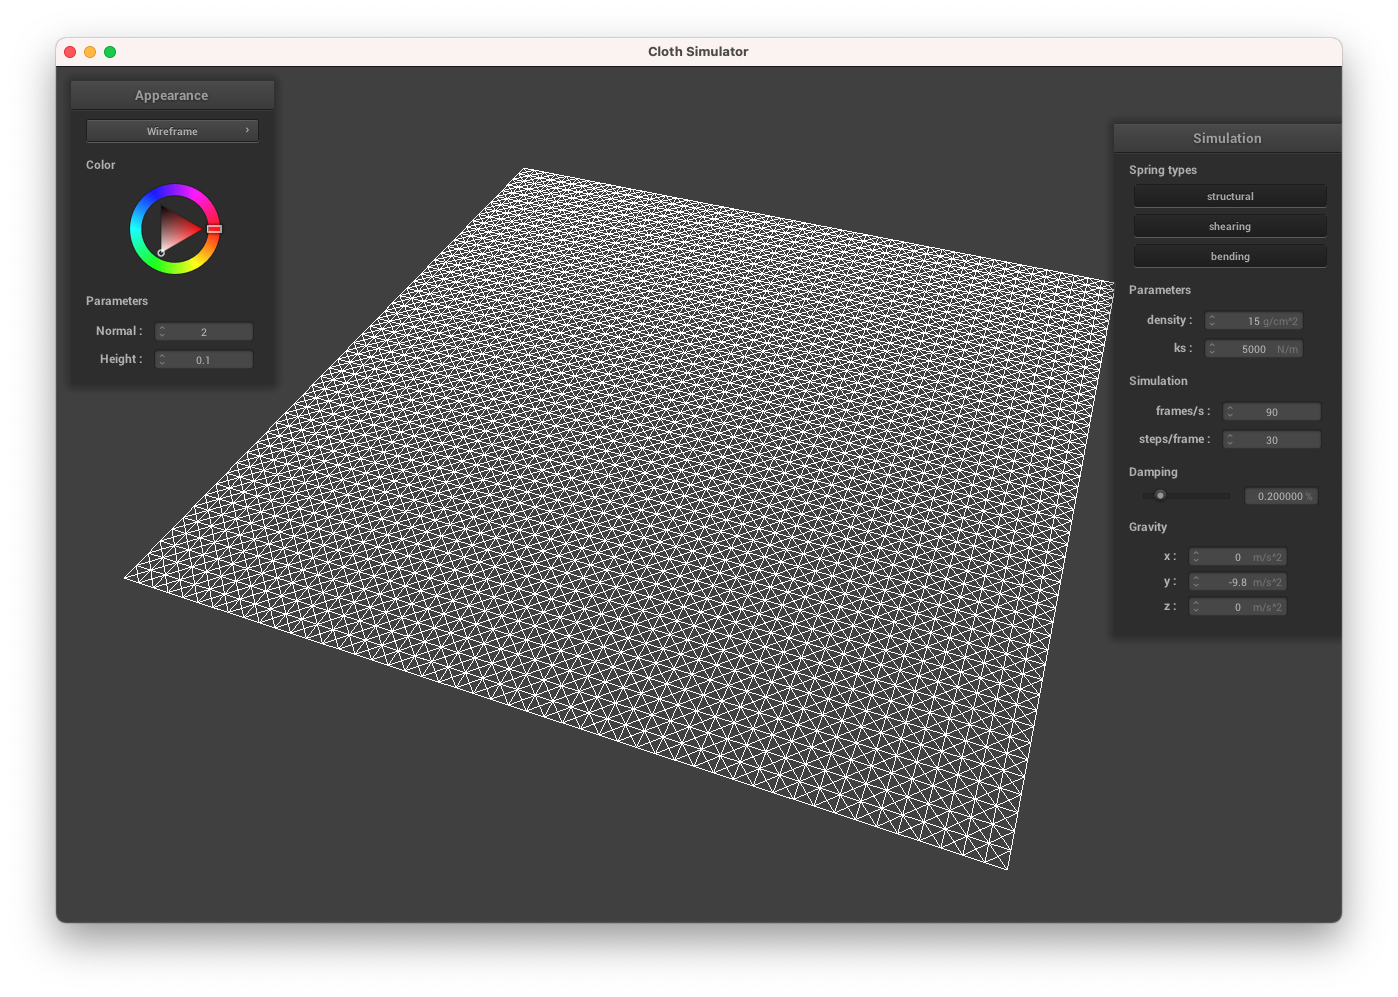 Cloth Simulator
Appearance
Wireframe
Color
Parameters
Normal : 2
Height : 0.1
Simulation
Spring types
structural
shearing
bending
Parameters
density : 15 g/cm^2
ks : 5000 N/m
Simulation
frames/s : 90
steps/frame : 30
Damping
0.200000 %
Gravity
x : 0 m/s^2
y : -9.8 m/s^2
z : 0 m/s^2